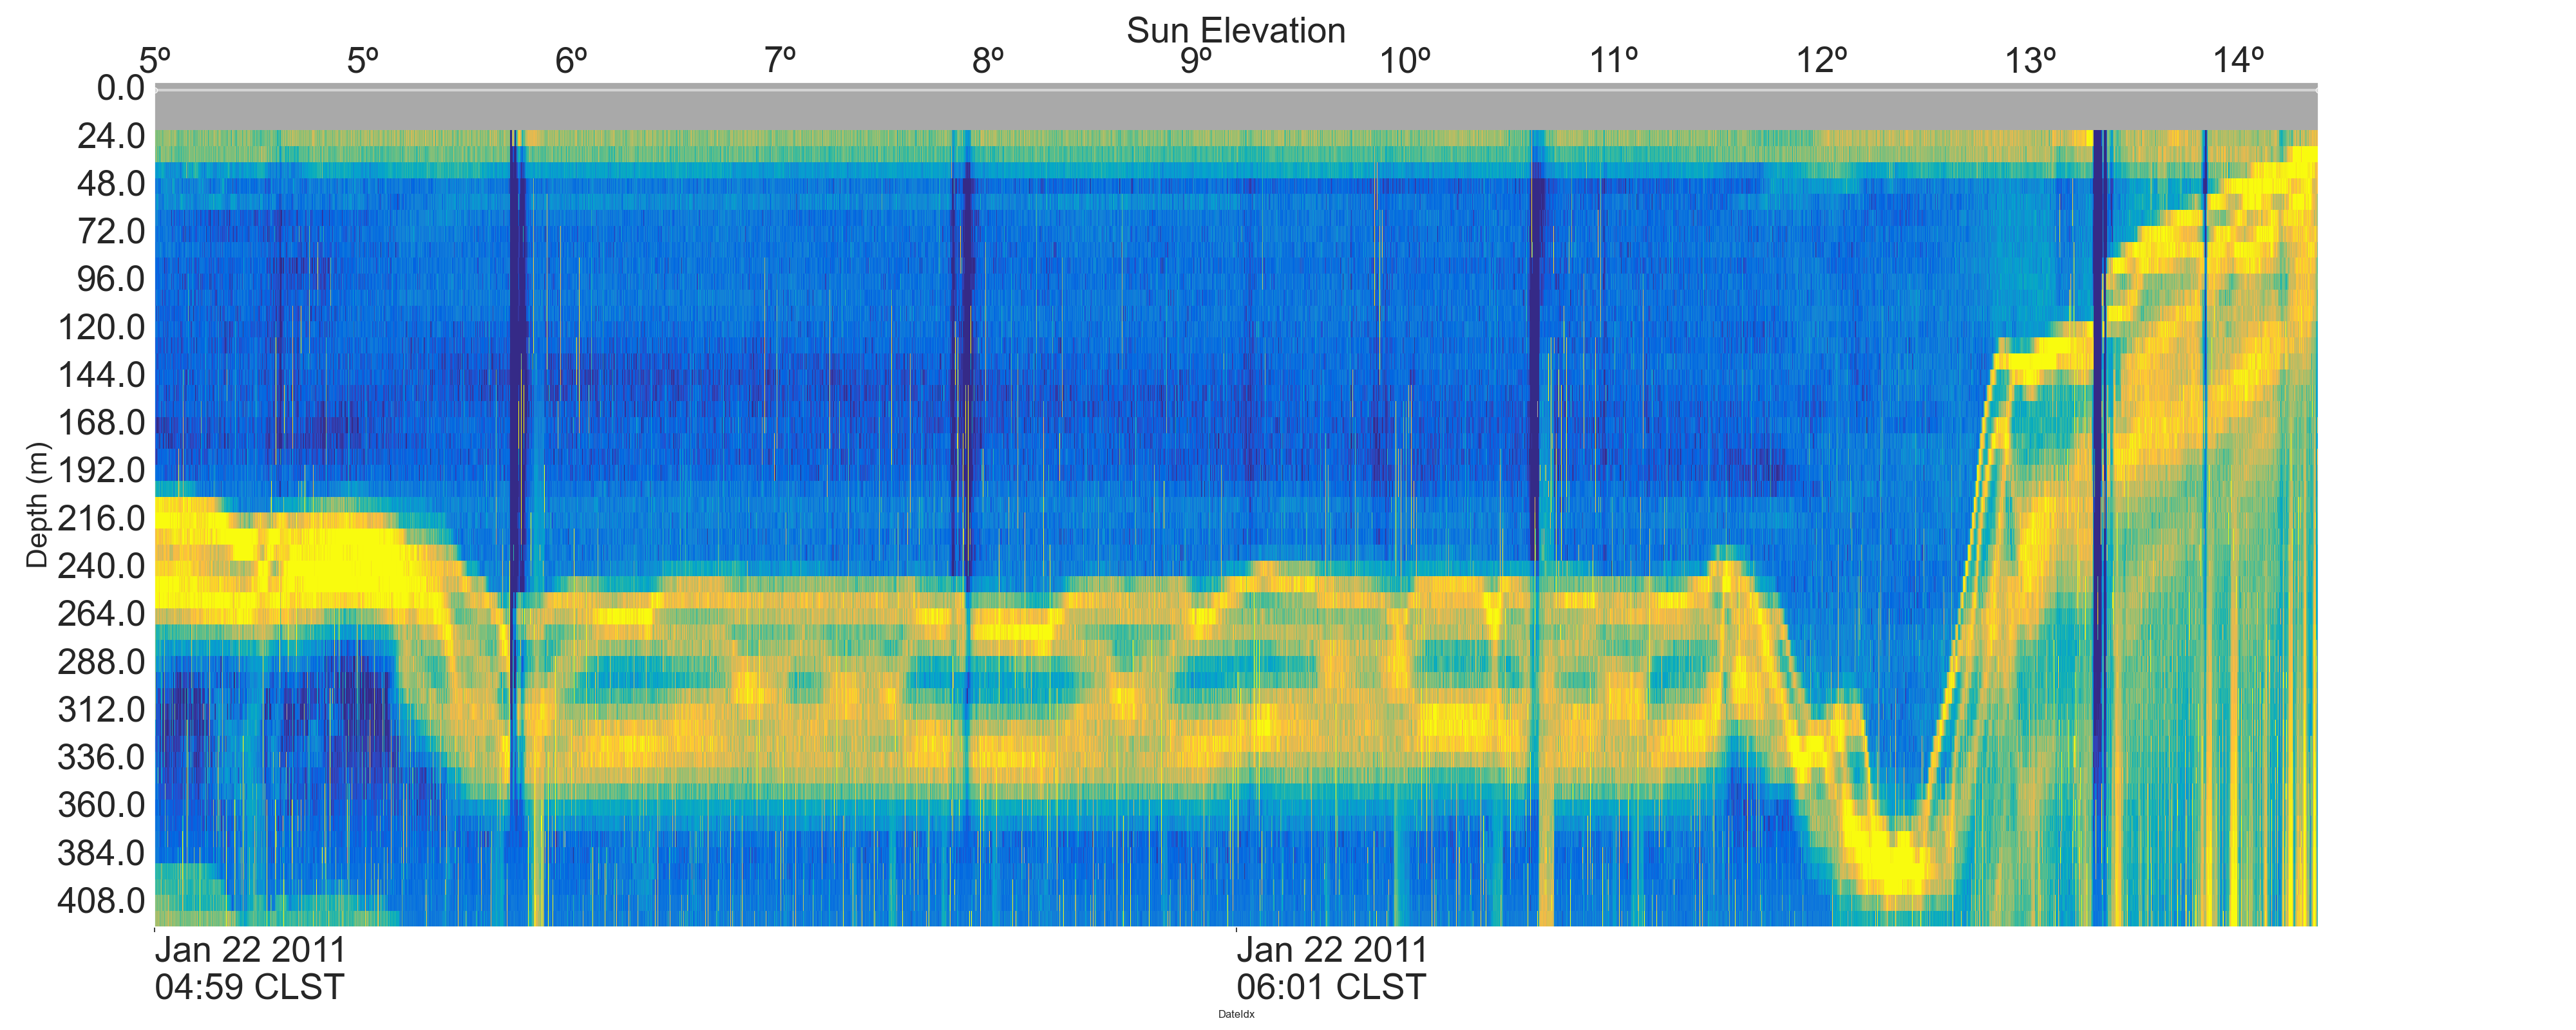 Sun Elevation
5º 5º 6º 7º 8º 9º 10º 11º 12º 13º 14º
0.0
24.0
48.0
72.0
96.0
120.0
144.0
168.0
192.0
216.0
240.0
264.0
288.0
312.0
336.0
360.0
384.0
408.0
Depth (m)
Jan 22 2011
04:59 CLST
Jan 22 2011
06:01 CLST
DateIdx